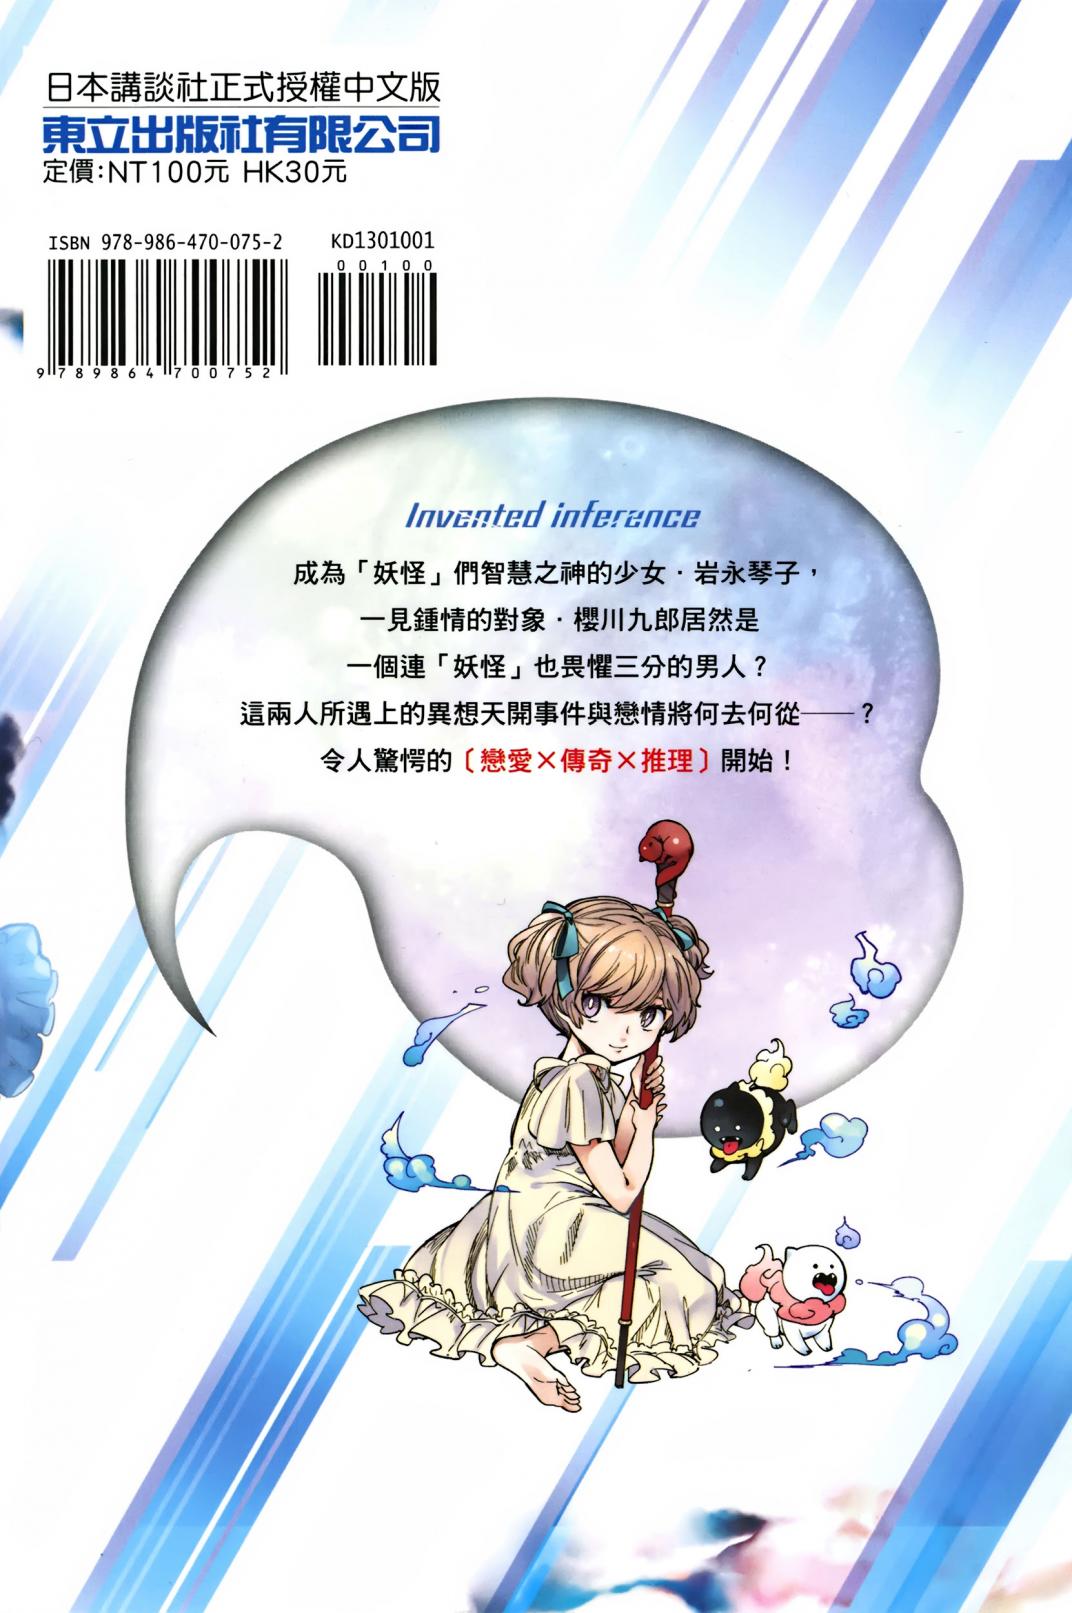 日本講談社正式授權中文版
東立出版社有限公司
定價:NT100元 HK30元
ISBN 978-986-470-075-2
KD1301001
00100
9789864700752
Invented inference
成為「妖怪」們智慧之神的少女·岩永琴子，
一見鍾情的對象·櫻川九郎居然是
一個連「妖怪」也畏懼三分的男人？
這兩人所遇上的異想天開事件與戀情將何去何從──？
令人驚愕的〔戀愛×傳奇×推理〕開始！